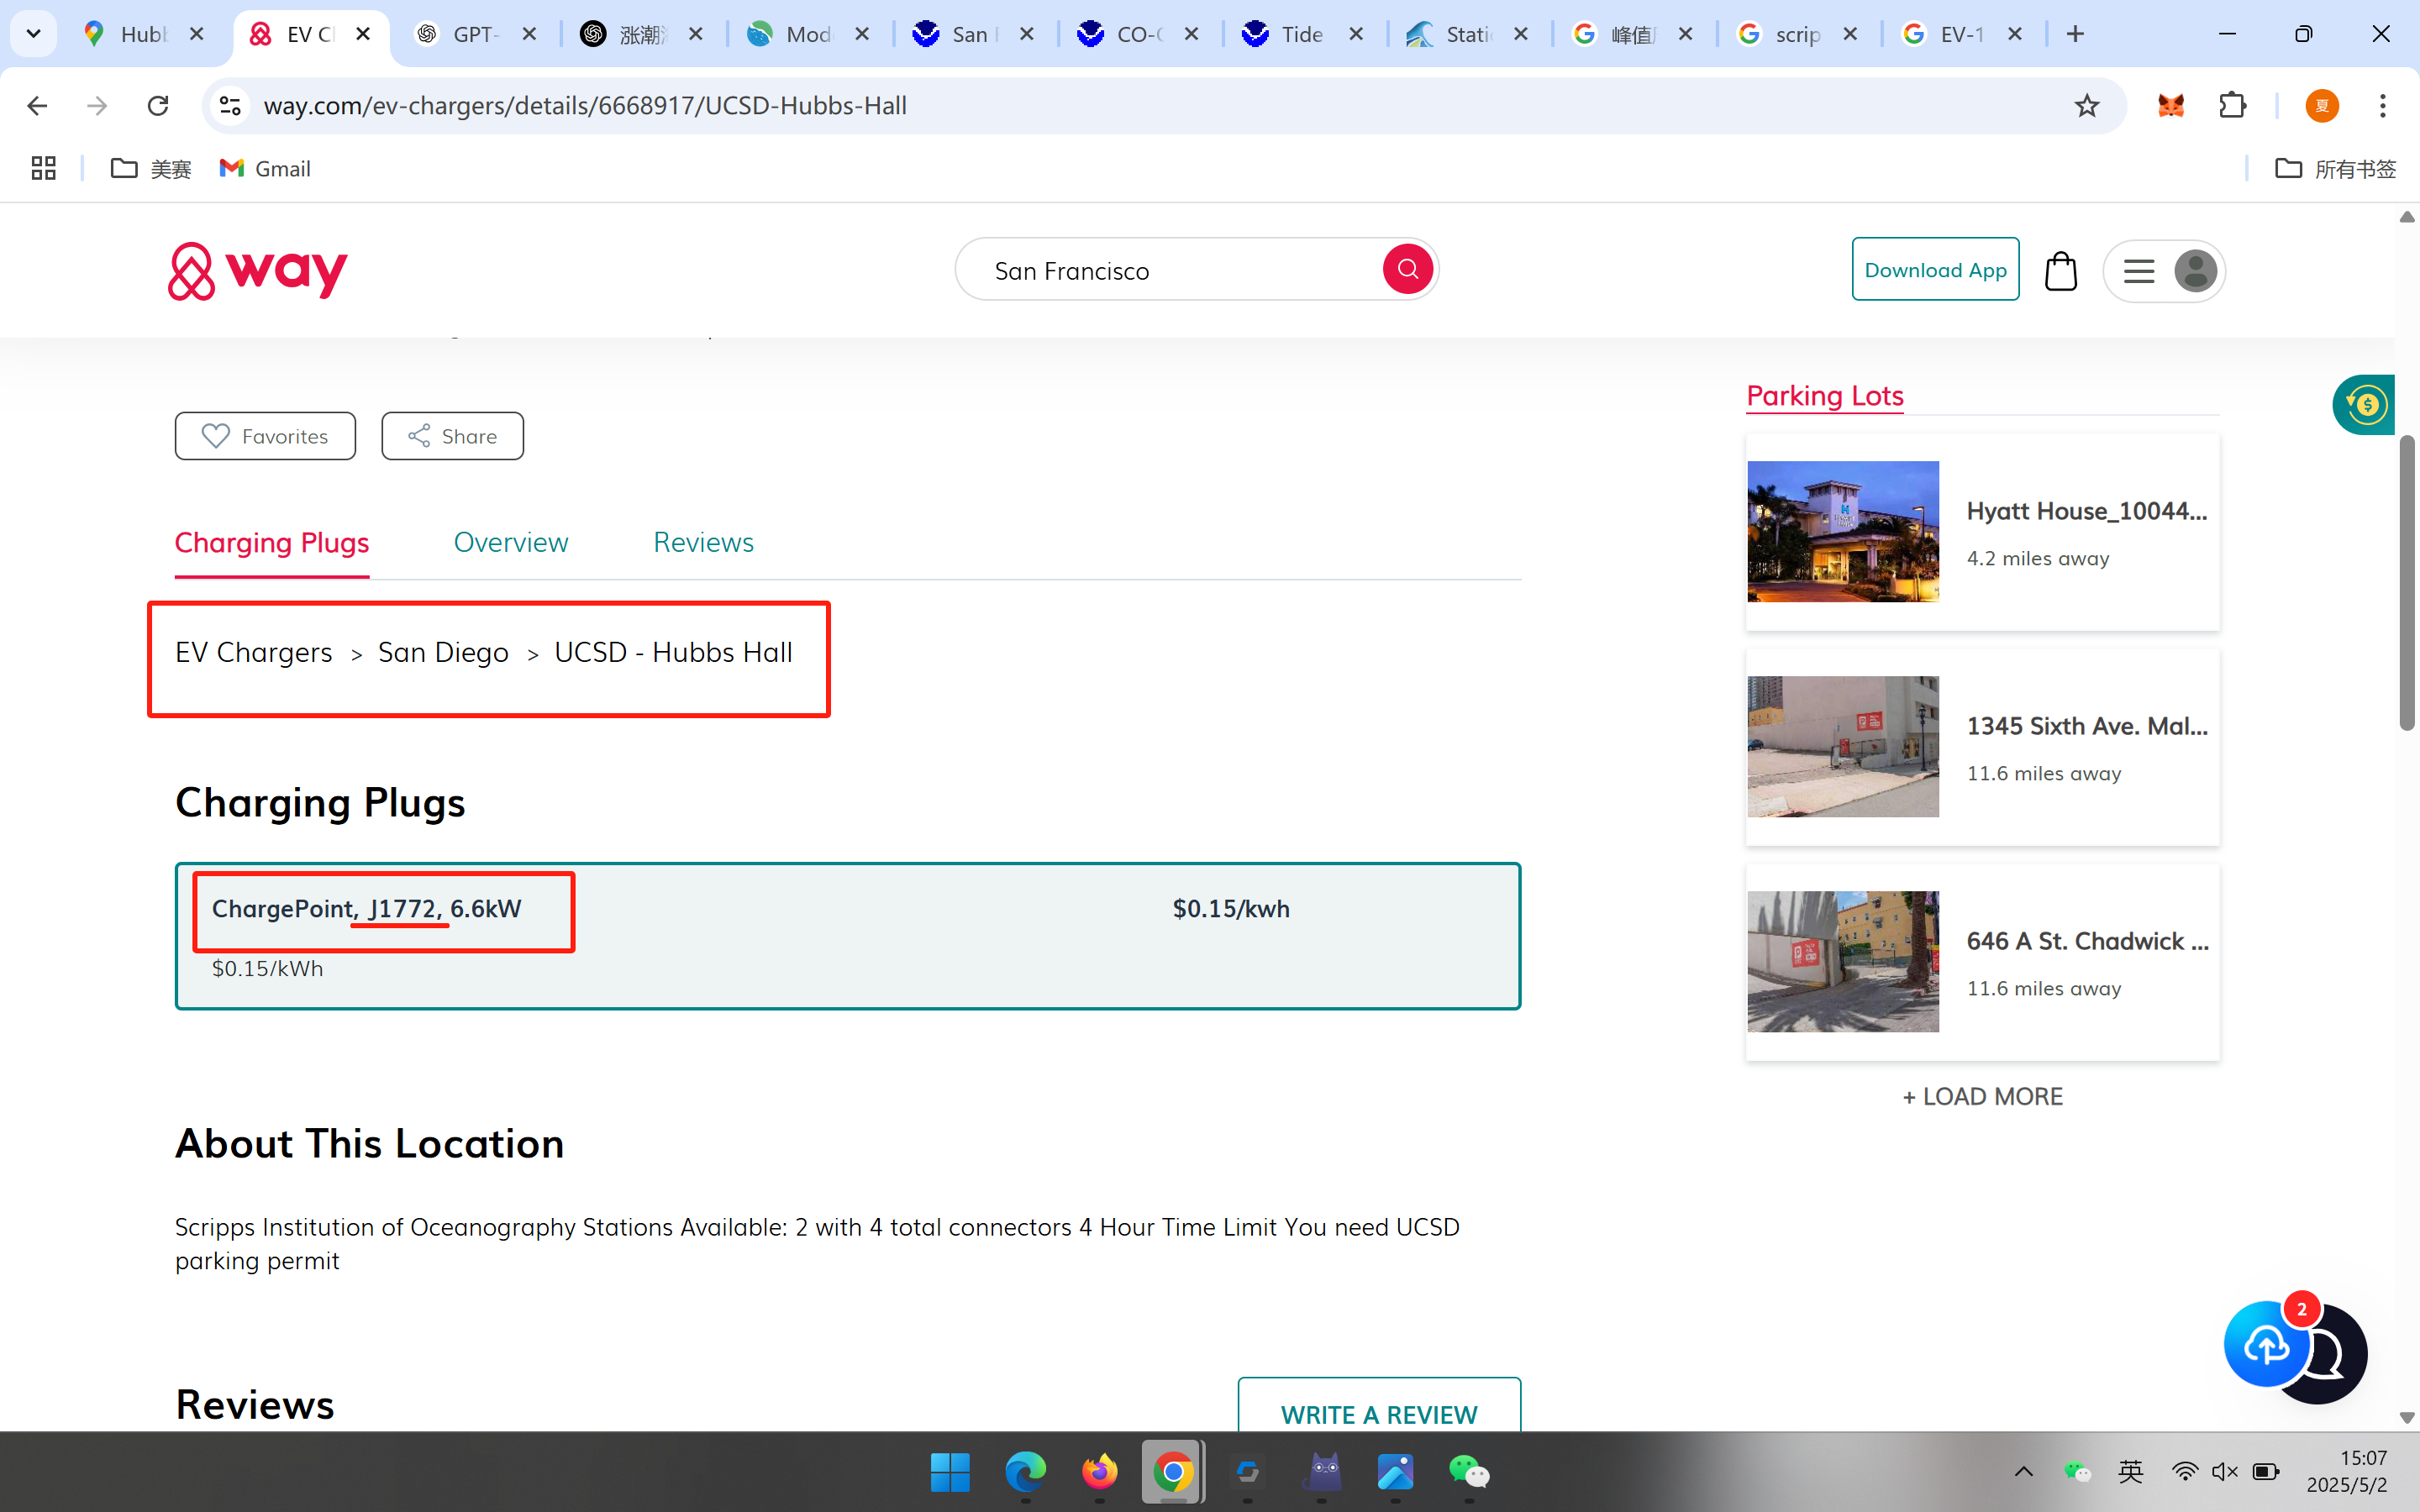 Hubb
EV C
GPT-
涨潮
Mod
San
CO-
Tide
Stati
峰值
scrip
EV-1
way.com/ev-chargers/details/6668917/UCSD-Hubbs-Hall
夏
美赛
Gmail
所有书签
way
San Francisco
Download App
Favorites
Share
Charging Plugs
Overview
Reviews
EV Chargers > San Diego > UCSD - Hubbs Hall
Charging Plugs
ChargePoint, J1772, 6.6kW
$0.15/kwh
$0.15/kWh
About This Location
Scripps Institution of Oceanography Stations Available: 2 with 4 total connectors 4 Hour Time Limit You need UCSD
parking permit
Reviews
WRITE A REVIEW
Parking Lots
Hyatt House_10044...
4.2 miles away
1345 Sixth Ave. Mal...
11.6 miles away
646 A St. Chadwick ...
11.6 miles away
+ LOAD MORE
2
英
15:07
2025/5/2